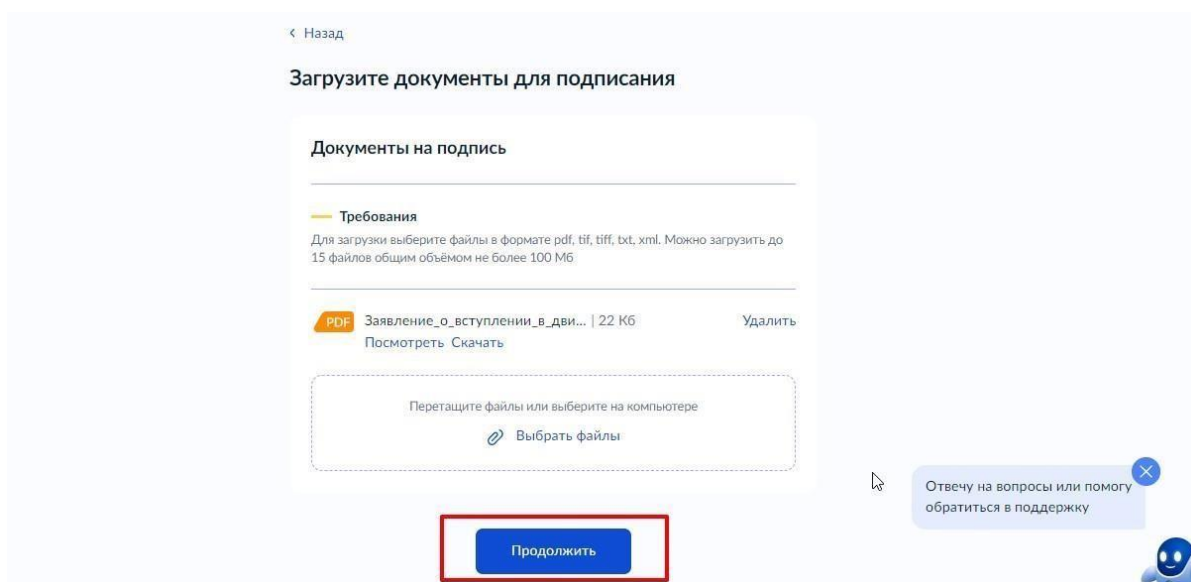 Назад
Загрузите документы для подписания
Документы на подпись
Требования
Для загрузки выберите файлы в формате pdf, tif, tiff, txt, xml. Можно загрузить до
15 файлов общим объёмом не более 100 Мб
PDF Заявление_о_вступлении_в_дви... | 22 Кб Удалить
Посмотреть Скачать
Перетащите файлы или выберите на компьютере
Выбрать файлы
Отвечу на вопросы или помогу
обратиться в поддержку
Продолжить